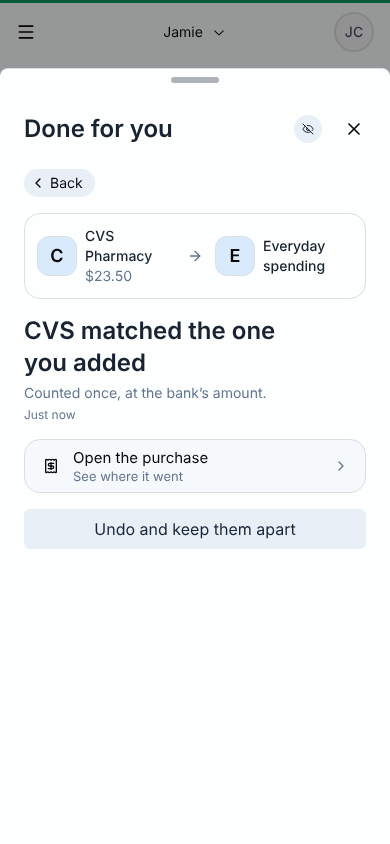 Jamie
JC
Done for you
Back
C
CVS
Pharmacy
$23.50
E
Everyday
spending
CVS matched the one
you added
Counted once, at the bank’s amount.
Just now
Open the purchase
See where it went
Undo and keep them apart